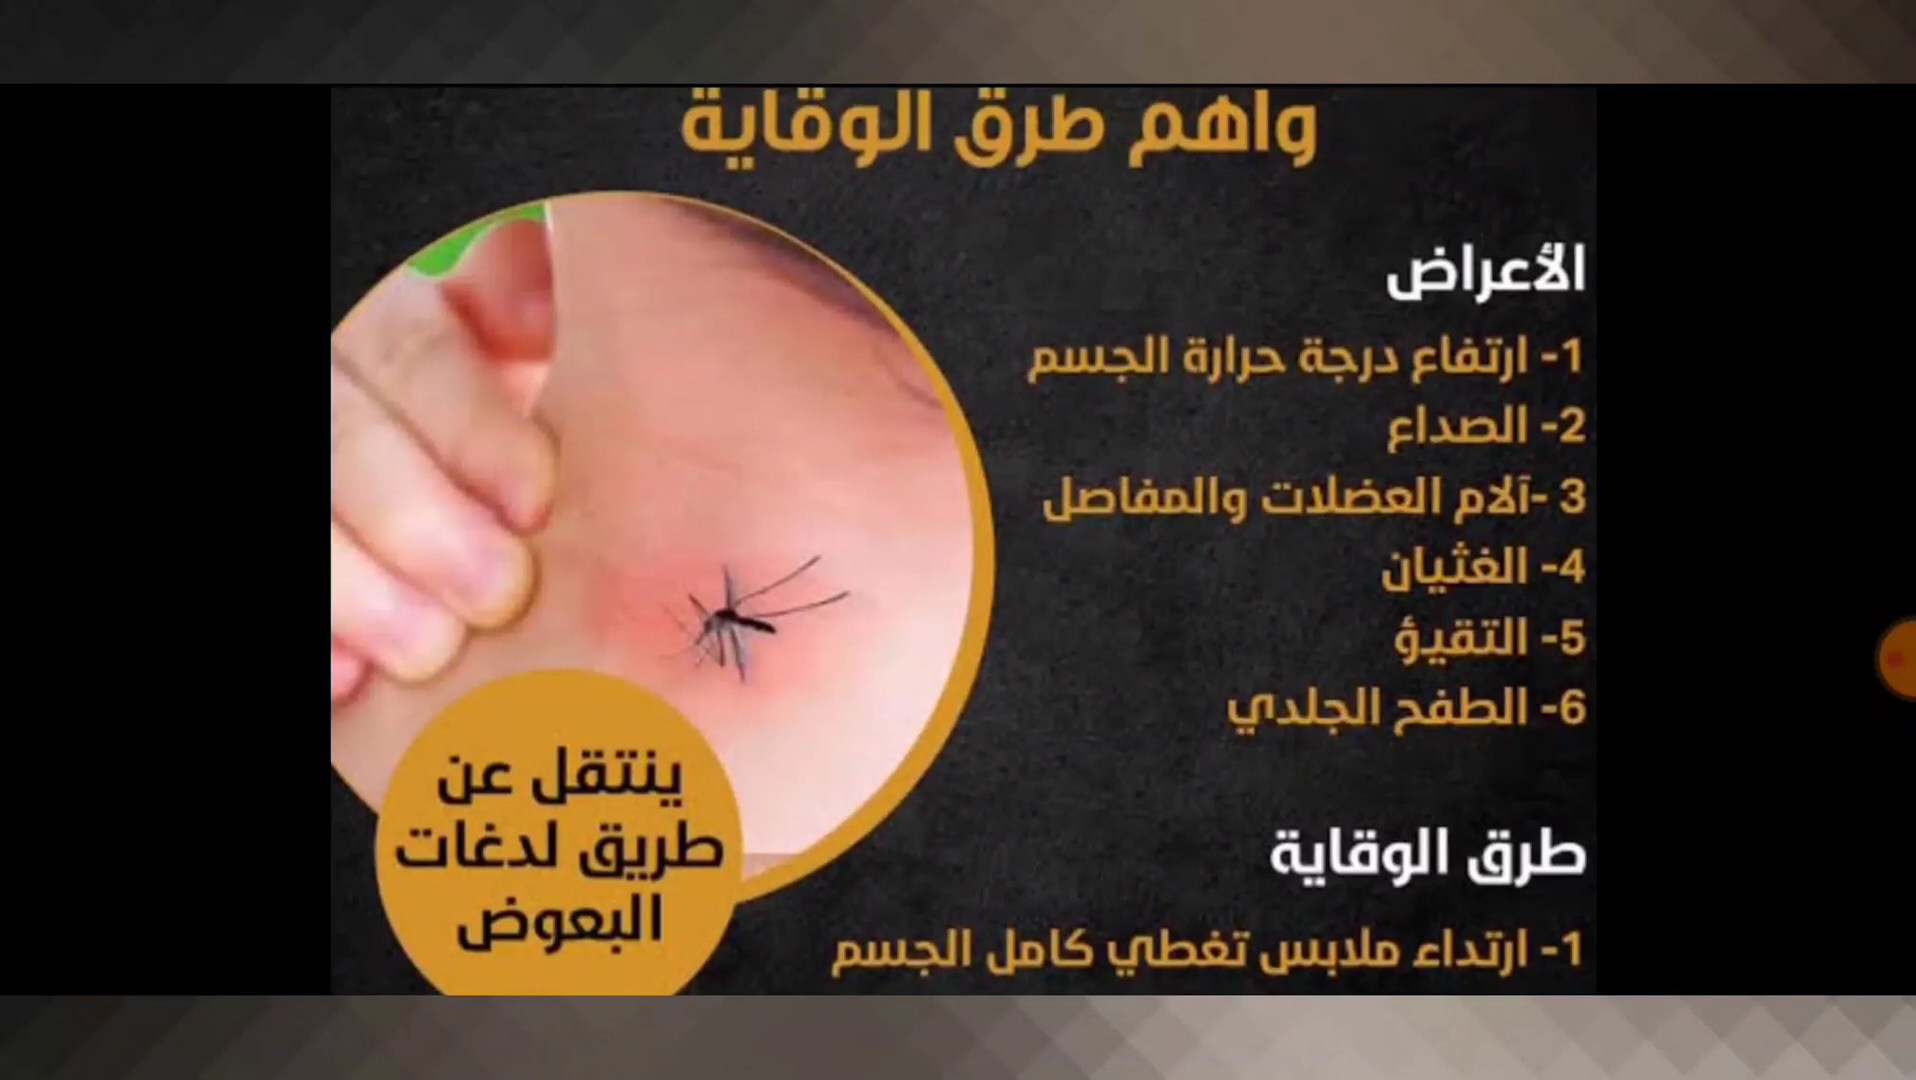 واهم طرق الوقاية
الأعراض
1- ارتفاع درجة حرارة الجسم
2- الصداع
3 -آلام العضلات والمفاصل
4- الغثيان
5- التقيؤ
6- الطفح الجلدي
ينتقل عن
طريق لدغات
البعوض
طرق الوقاية
1- ارتداء ملابس تغطي كامل الجسم